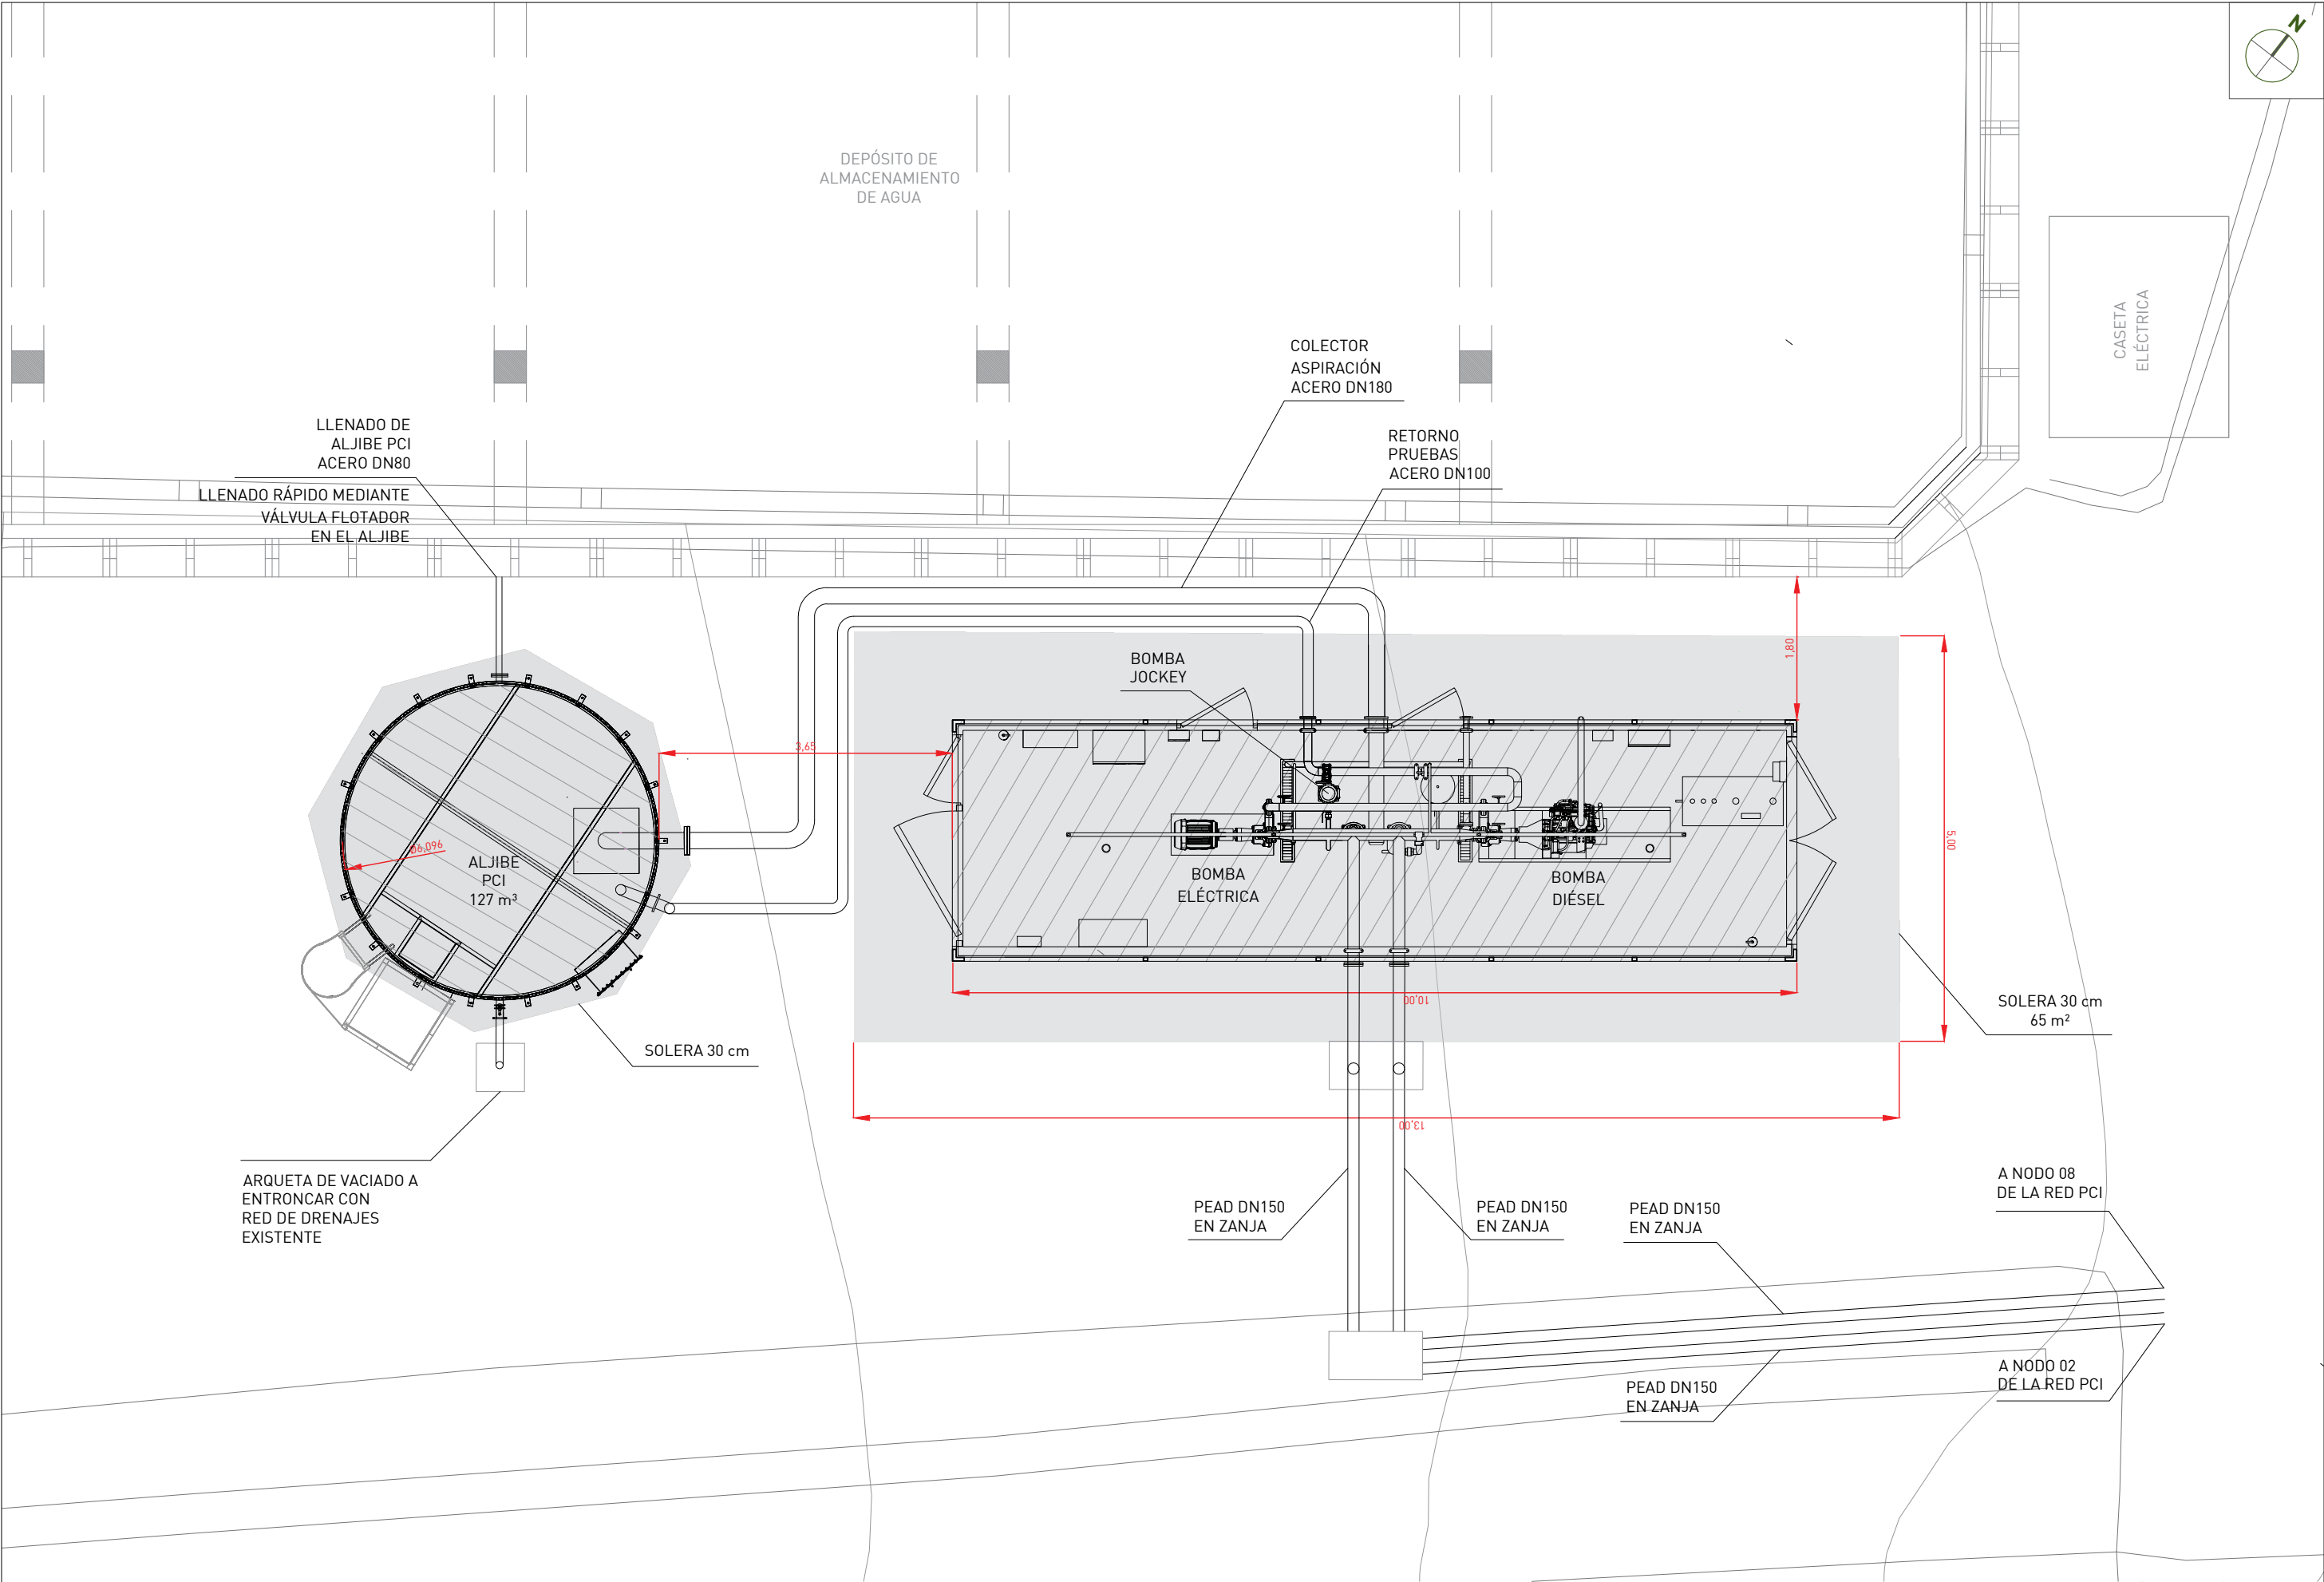 N
DEPÓSITO DE
ALMACENAMIENTO
DE AGUA
CASETA
ELÉCTRICA
COLECTOR
ASPIRACIÓN
ACERO DN180
RETORNO
PRUEBAS
ACERO DN100
LLENADO DE
ALJIBE PCI
ACERO DN80
LLENADO RÁPIDO MEDIANTE
VÁLVULA FLOTADOR
EN EL ALJIBE
BOMBA
JOCKEY
1,80
3,65
5,00
Ø6,096
ALJIBE
PCI
127 m³
BOMBA
ELÉCTRICA
BOMBA
DIÉSEL
10,00
SOLERA 30 cm
65 m²
SOLERA 30 cm
13,00
ARQUETA DE VACIADO A
ENTRONCAR CON
RED DE DRENAJES
EXISTENTE
PEAD DN150
EN ZANJA
PEAD DN150
EN ZANJA
PEAD DN150
EN ZANJA
A NODO 08
DE LA RED PCI
PEAD DN150
EN ZANJA
A NODO 02
DE LA RED PCI